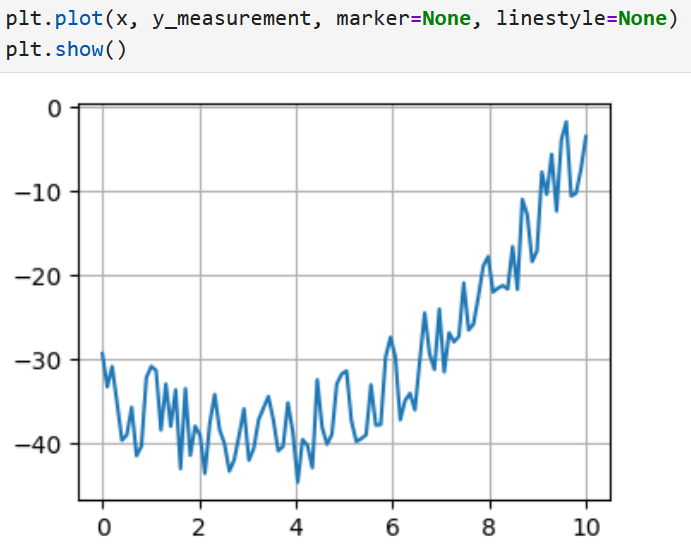 plt.plot(x, y_measurement, marker=None, linestyle=None)
plt.show()
0
−10
−20
−30
−40
0 2 4 6 8 10